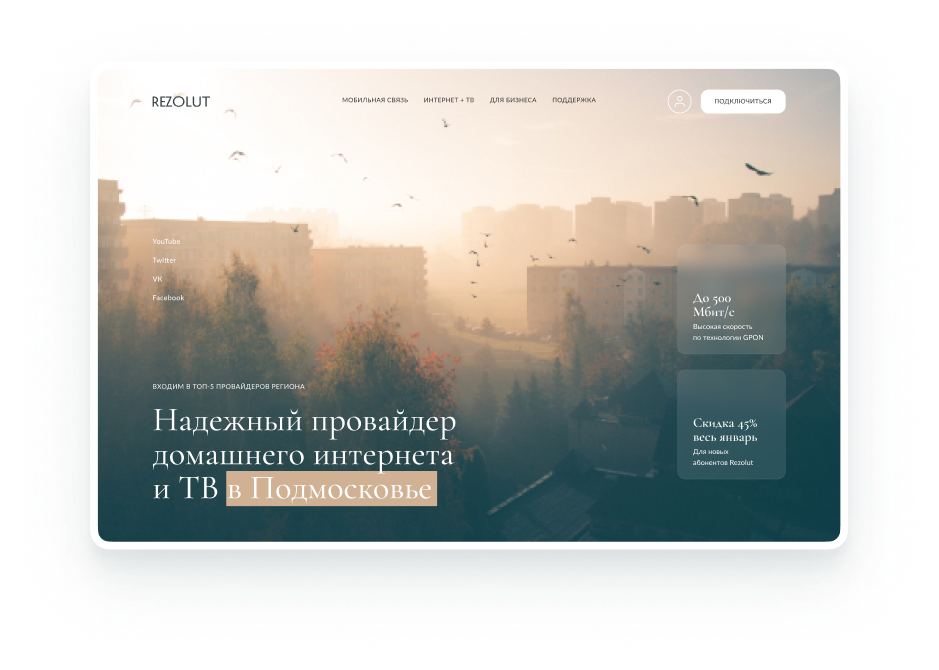 REZOLUT
МОБИЛЬНАЯ СВЯЗЬ
ИНТЕРНЕТ + ТВ
ДЛЯ БИЗНЕСА
ПОДДЕРЖКА
ПОДКЛЮЧИТЬСЯ
YouTube
Twitter
VK
Facebook
ВХОДИМ В ТОП-5 ПРОВАЙДЕРОВ РЕГИОНА
Надежный провайдер
домашнего интернета
и ТВ в Подмосковье
До 500
Мбит/с
Высокая скорость
по технологии GPON
Скидка 45%
весь январь
Для новых
абонентов Rezolut